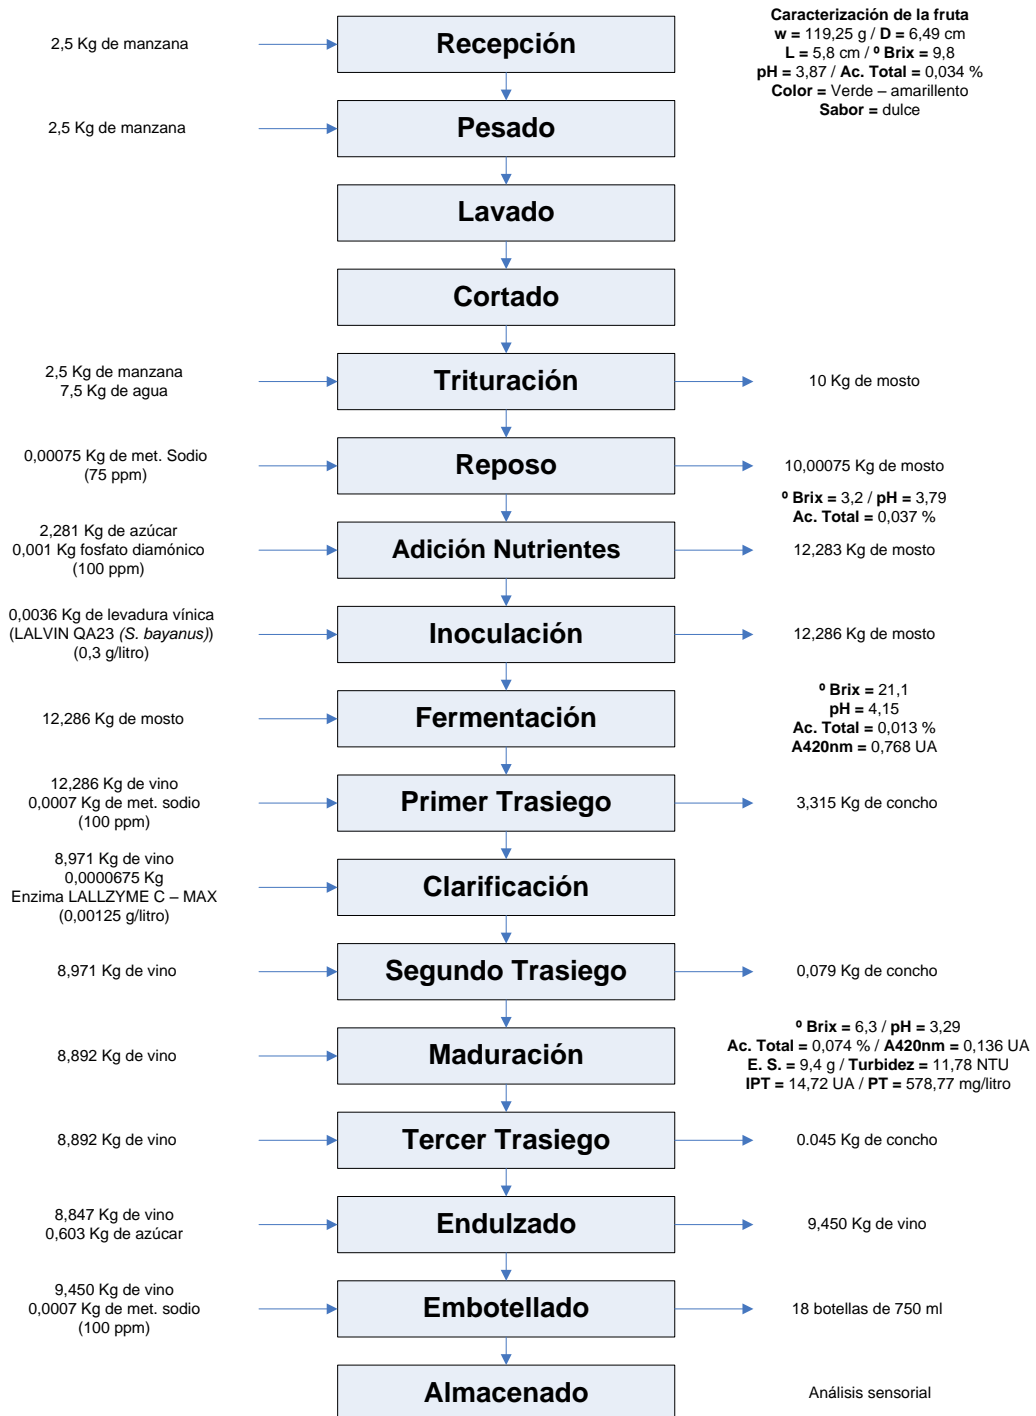 Caracterización de la fruta
w = 119,25 g / D = 6,49 cm
L = 5,8 cm / º Brix = 9,8
pH = 3,87 / Ac. Total = 0,034 %
Color = Verde – amarillento
Sabor = dulce
2,5 Kg de manzana
Recepción
2,5 Kg de manzana
Pesado
Lavado
Cortado
2,5 Kg de manzana
7,5 Kg de agua
Trituración
10 Kg de mosto
0,00075 Kg de met. Sodio
(75 ppm)
Reposo
10,00075 Kg de mosto
º Brix = 3,2 / pH = 3,79
Ac. Total = 0,037 %
2,281 Kg de azúcar
0,001 Kg fosfato diamónico
(100 ppm)
Adición Nutrientes
12,283 Kg de mosto
0,0036 Kg de levadura vínica
(LALVIN QA23 (S. bayanus))
(0,3 g/litro)
Inoculación
12,286 Kg de mosto
12,286 Kg de mosto
Fermentación
º Brix = 21,1
pH = 4,15
Ac. Total = 0,013 %
A420nm = 0,768 UA
12,286 Kg de vino
0,0007 Kg de met. sodio
(100 ppm)
Primer Trasiego
3,315 Kg de concho
8,971 Kg de vino
0,0000675 Kg
Enzima LALLZYME C – MAX
(0,00125 g/litro)
Clarificación
8,971 Kg de vino
Segundo Trasiego
0,079 Kg de concho
8,892 Kg de vino
Maduración
º Brix = 6,3 / pH = 3,29
Ac. Total = 0,074 % / A420nm = 0,136 UA
E. S. = 9,4 g / Turbidez = 11,78 NTU
IPT = 14,72 UA / PT = 578,77 mg/litro
8,892 Kg de vino
Tercer Trasiego
0.045 Kg de concho
8,847 Kg de vino
0,603 Kg de azúcar
Endulzado
9,450 Kg de vino
9,450 Kg de vino
0,0007 Kg de met. sodio
(100 ppm)
Embotellado
18 botellas de 750 ml
Almacenado
Análisis sensorial